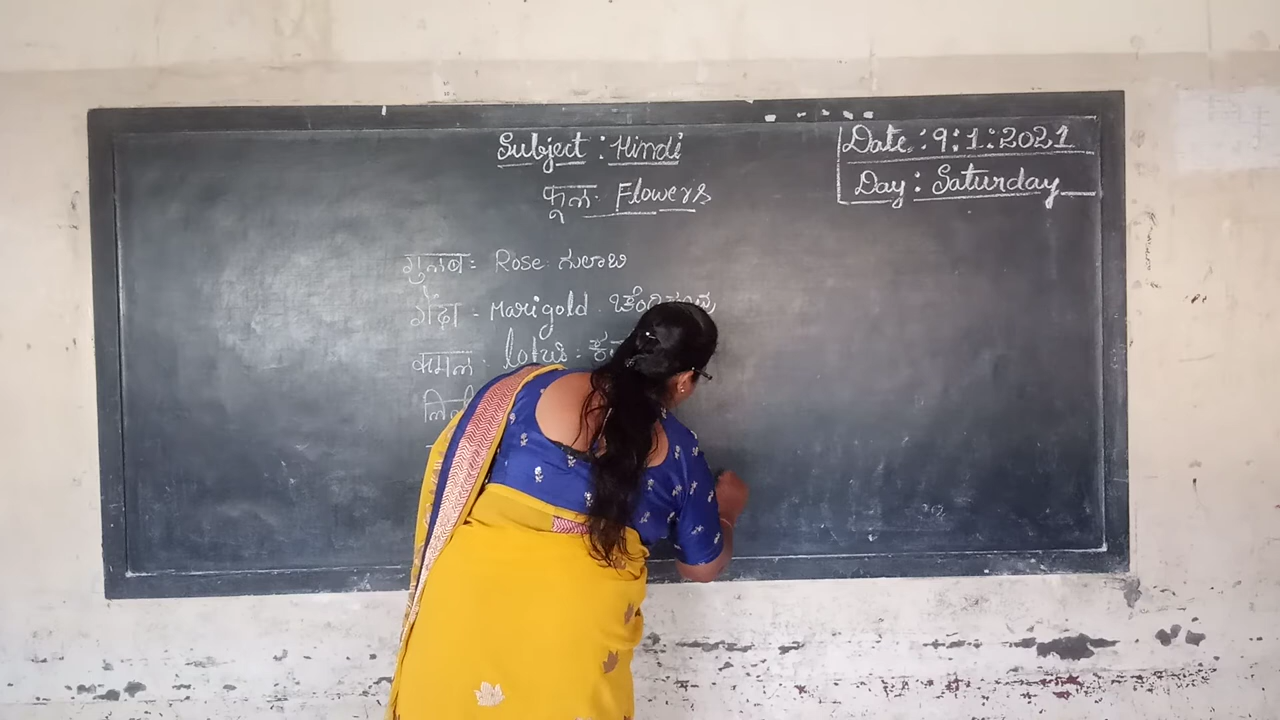 Subject : Hindi
Date : 9:1:2021
Day : Saturday
फूल. Flowers
गुलाब = Rose. ಗುಲಾಬಿ
गेंढ़ा = Marigold.
कमल = lotus =